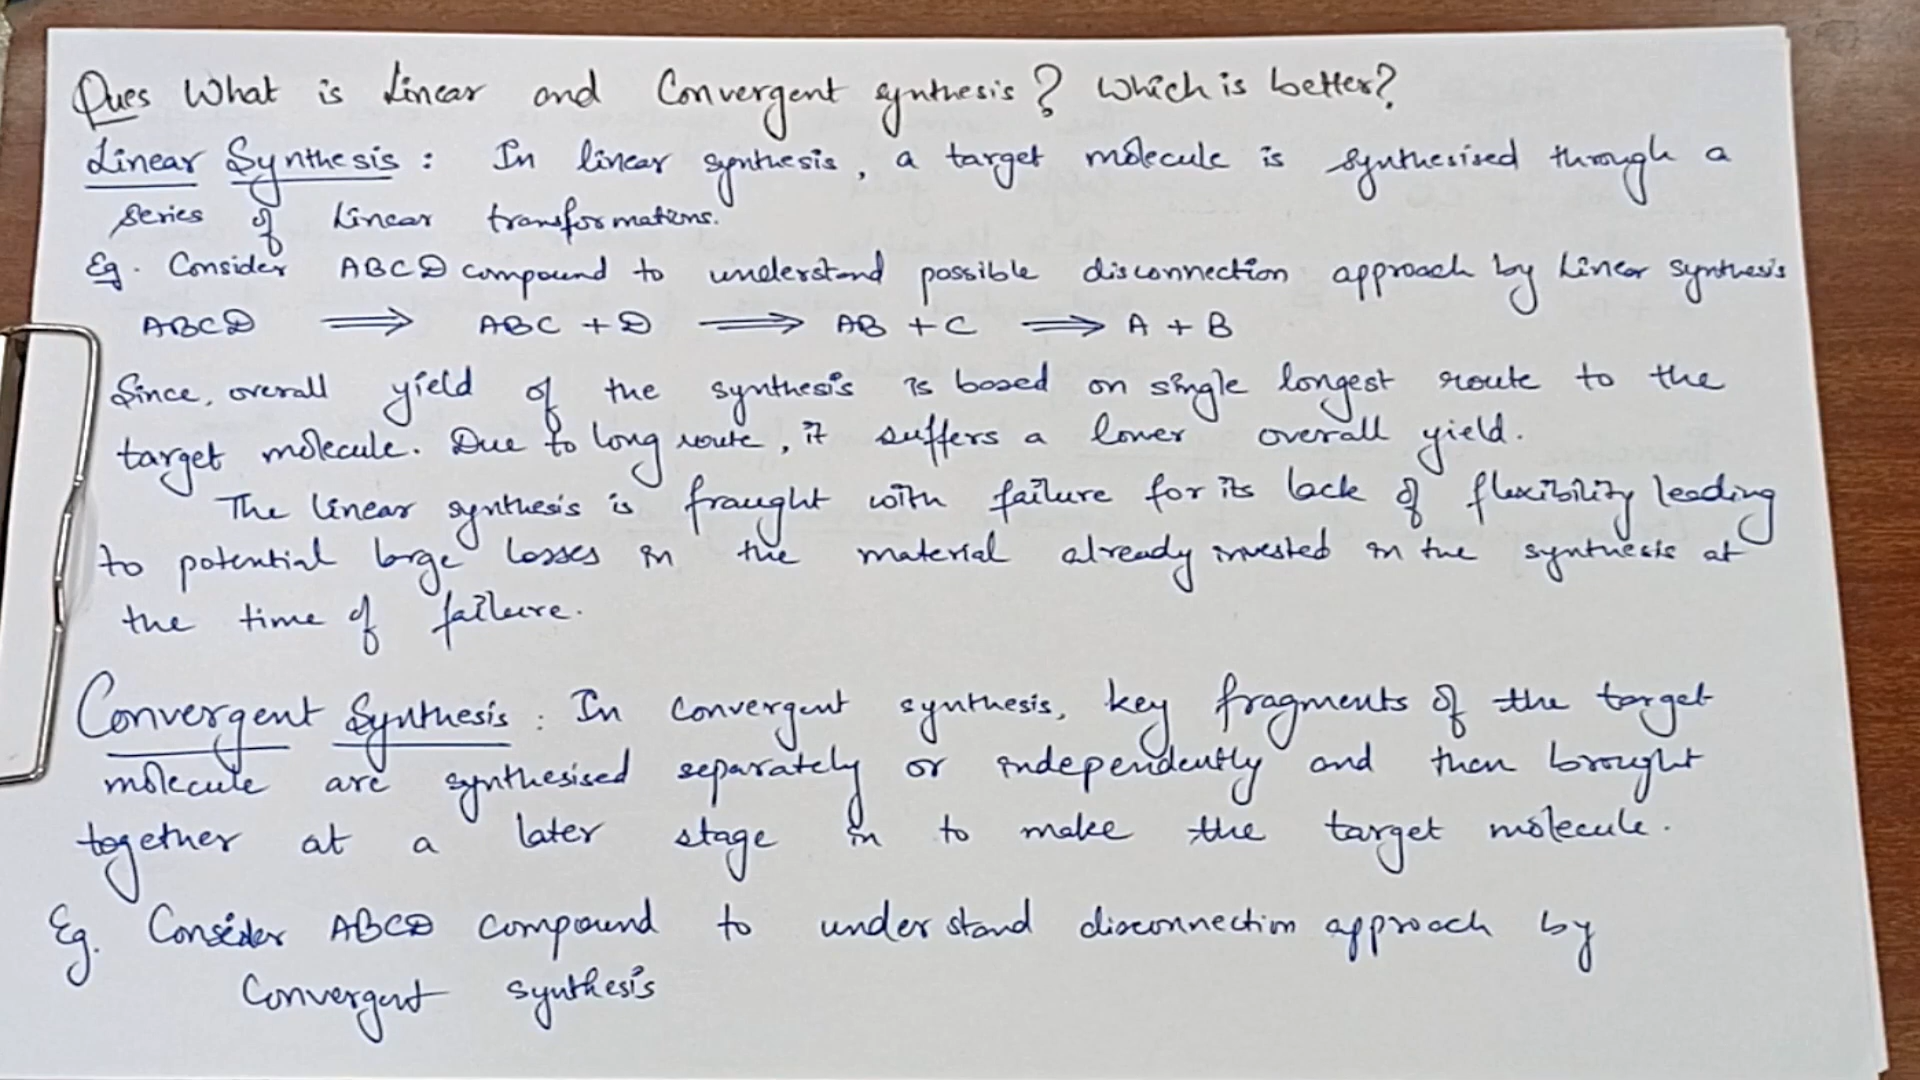 Ques What is Linear and Convergent synthesis? Which is better?
Linear Synthesis : In linear synthesis, a target molecule is synthesised through a
series of linear transformations.
Eg. Consider ABCD compound to understand possible disconnection approach by Linear synthesis
ABCD ⟹ ABC + D ⟹ AB + C ⟹ A + B
Since, overall yield of the synthesis is based on single longest route to the
target molecule. Due to long route, it suffers a lower overall yield.
The linear synthesis is fraught with failure for its lack of flexibility leading
to potential large losses in the material already invested in the synthesis at
the time of failure.
Convergent Synthesis : In convergent synthesis, key fragments of the target
molecule are synthesised separately or independently and then brought
together at a later stage in to make the target molecule.
Eg. Consider ABCD compound to understand disconnection approach by
Convergent synthesis